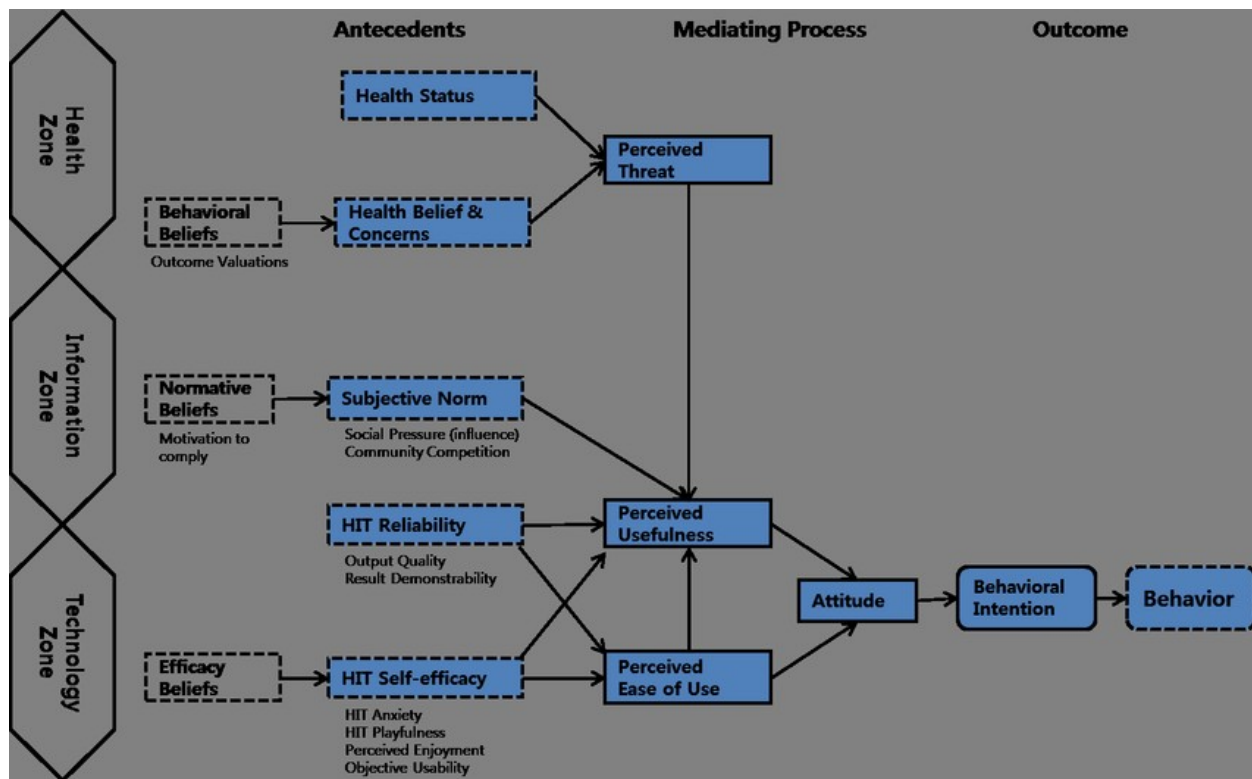 Antecedents
Mediating Process
Outcome
Health
Zone
Health Status
Perceived
Threat
Behavioral
Beliefs
Outcome Valuations
Health Belief &
Concerns
Information
Zone
Normative
Beliefs
Motivation to
comply
Subjective Norm
Social Pressure (influence)
Community Competition
HIT Reliability
Output Quality
Result Demonstrability
Perceived
Usefulness
Technology
Zone
Attitude
Behavioral
Intention
Behavior
Efficacy
Beliefs
HIT Self-efficacy
HIT Anxiety
HIT Playfulness
Perceived Enjoyment
Objective Usability
Perceived
Ease of Use